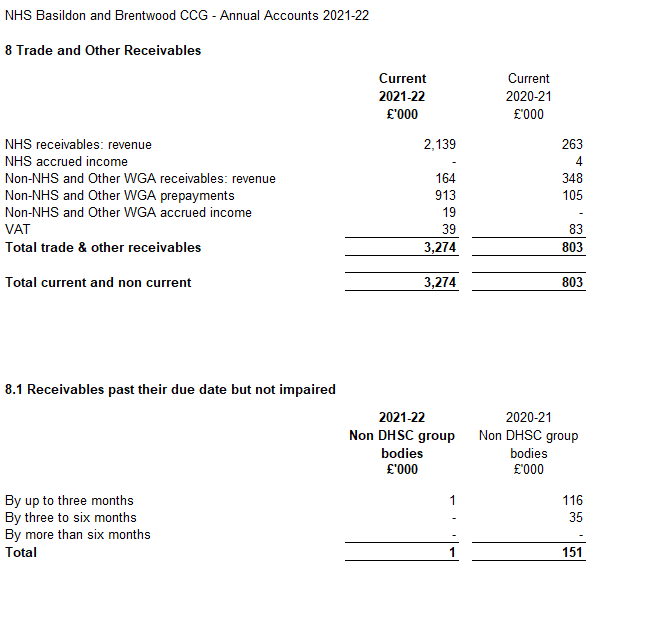 NHS Basildon and Brentwood CCG - Annual Accounts 2021-22
8 Trade and Other Receivables
Current Current
2021-22 2020-21
£'000 £'000
NHS receivables: revenue 2,139 263
NHS accrued income - 4
Non-NHS and Other WGA receivables: revenue 164 348
Non-NHS and Other WGA prepayments 913 105
Non-NHS and Other WGA accrued income 19 -
VAT 39 83
Total trade & other receivables 3,274 803
Total current and non current 3,274 803
8.1 Receivables past their due date but not impaired
2021-22 2020-21
Non DHSC group Non DHSC group
bodies bodies
£'000 £'000
By up to three months 1 116
By three to six months - 35
By more than six months - -
Total 1 151